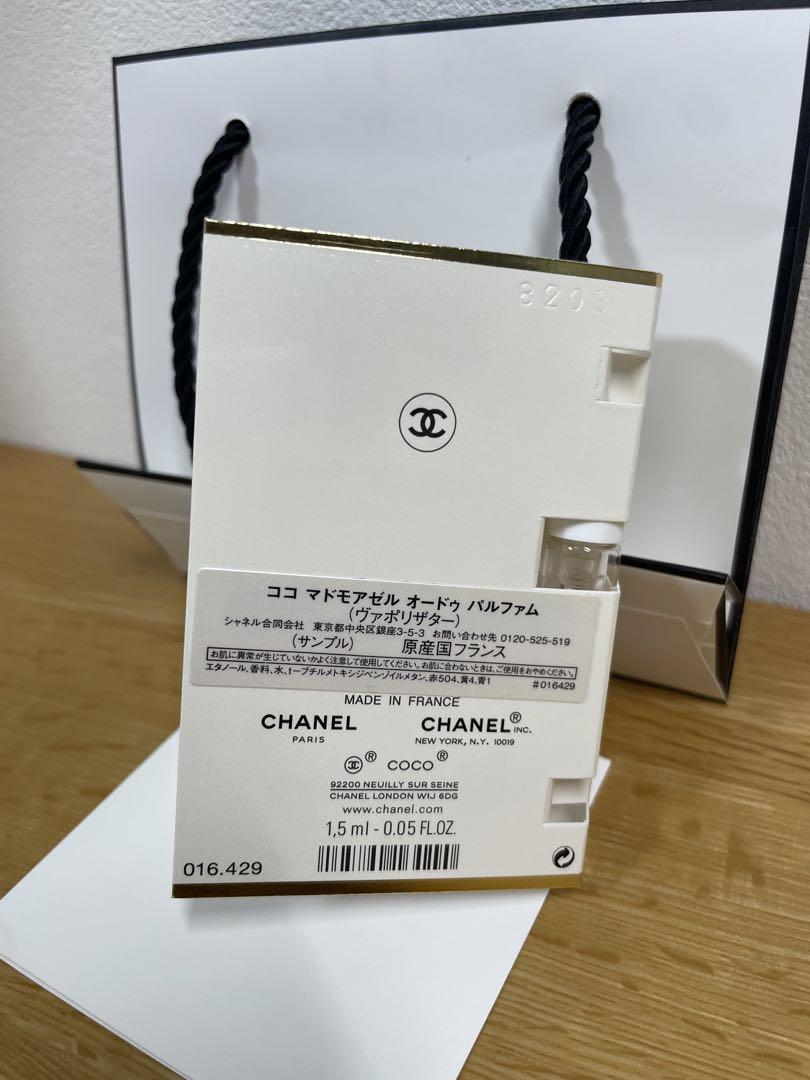 8203
ココ マドモアゼル オードゥ パルファム
(ヴァポリザター)
シャネル合同会社 東京都中央区銀座3-5-3 お問い合わせ先 0120-525-519
(サンプル) 原産国フランス
お肌に異常が生じていないかよく注意して使用してください。お肌に合わないときは、ご使用をおやめください。
エタノール、香料、水、t-ブチルメトキシジベンゾイルメタン、赤504、黄4、青1 #016429
MADE IN FRANCE
CHANEL CHANEL® INC.
PARIS NEW YORK, N.Y. 10019
® COCO®
92200 NEUILLY SUR SEINE
CHANEL LONDON W1J 6DG
www.chanel.com
1,5 ml - 0.05 FL.OZ.
016.429